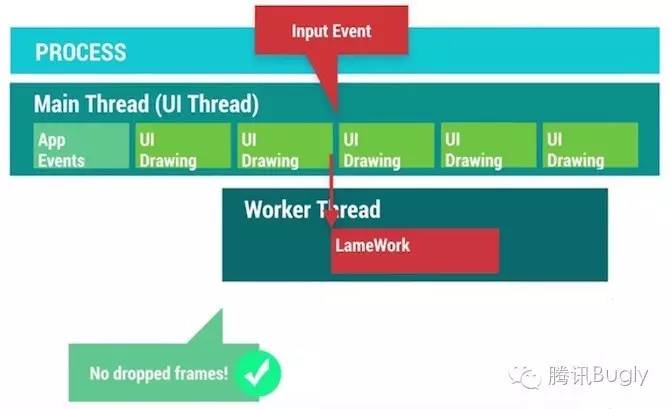 Input Event
PROCESS
Main Thread (UI Thread)
App
Events
UI
Drawing
UI
Drawing
UI
Drawing
UI
Drawing
UI
Drawing
Worker Thread
LameWork
No dropped frames!
腾讯Bugly